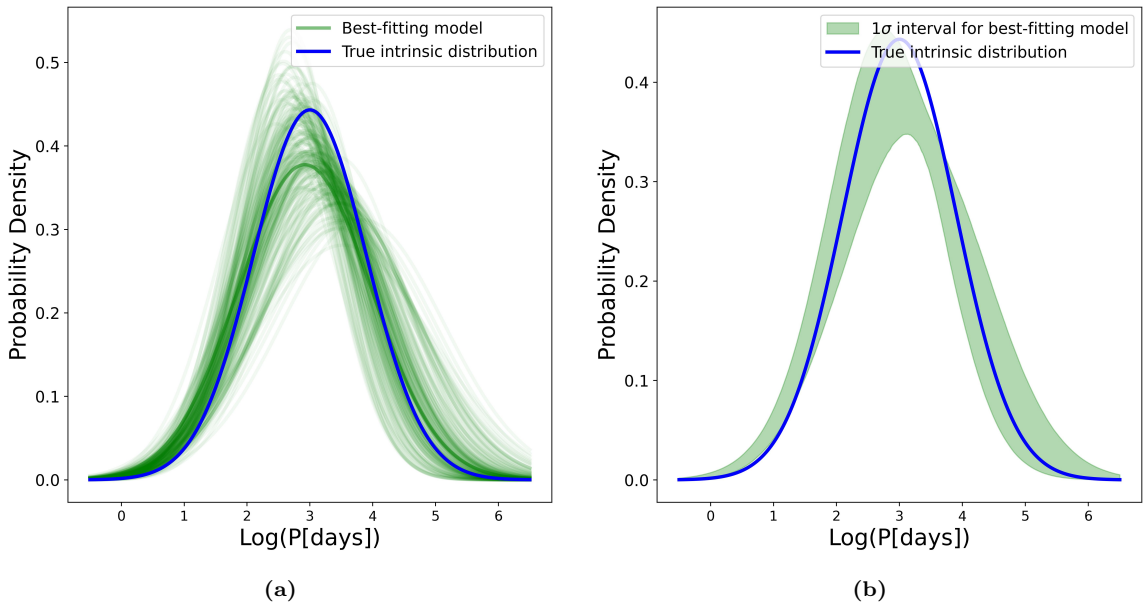 Best-fitting model
True intrinsic distribution
0.5
0.4
0.3
0.2
0.1
0.0
Probability Density
0 1 2 3 4 5 6
Log(P[days])
(a)
1σ interval for best-fitting model
True intrinsic distribution
0.4
0.3
0.2
0.1
0.0
Probability Density
0 1 2 3 4 5 6
Log(P[days])
(b)